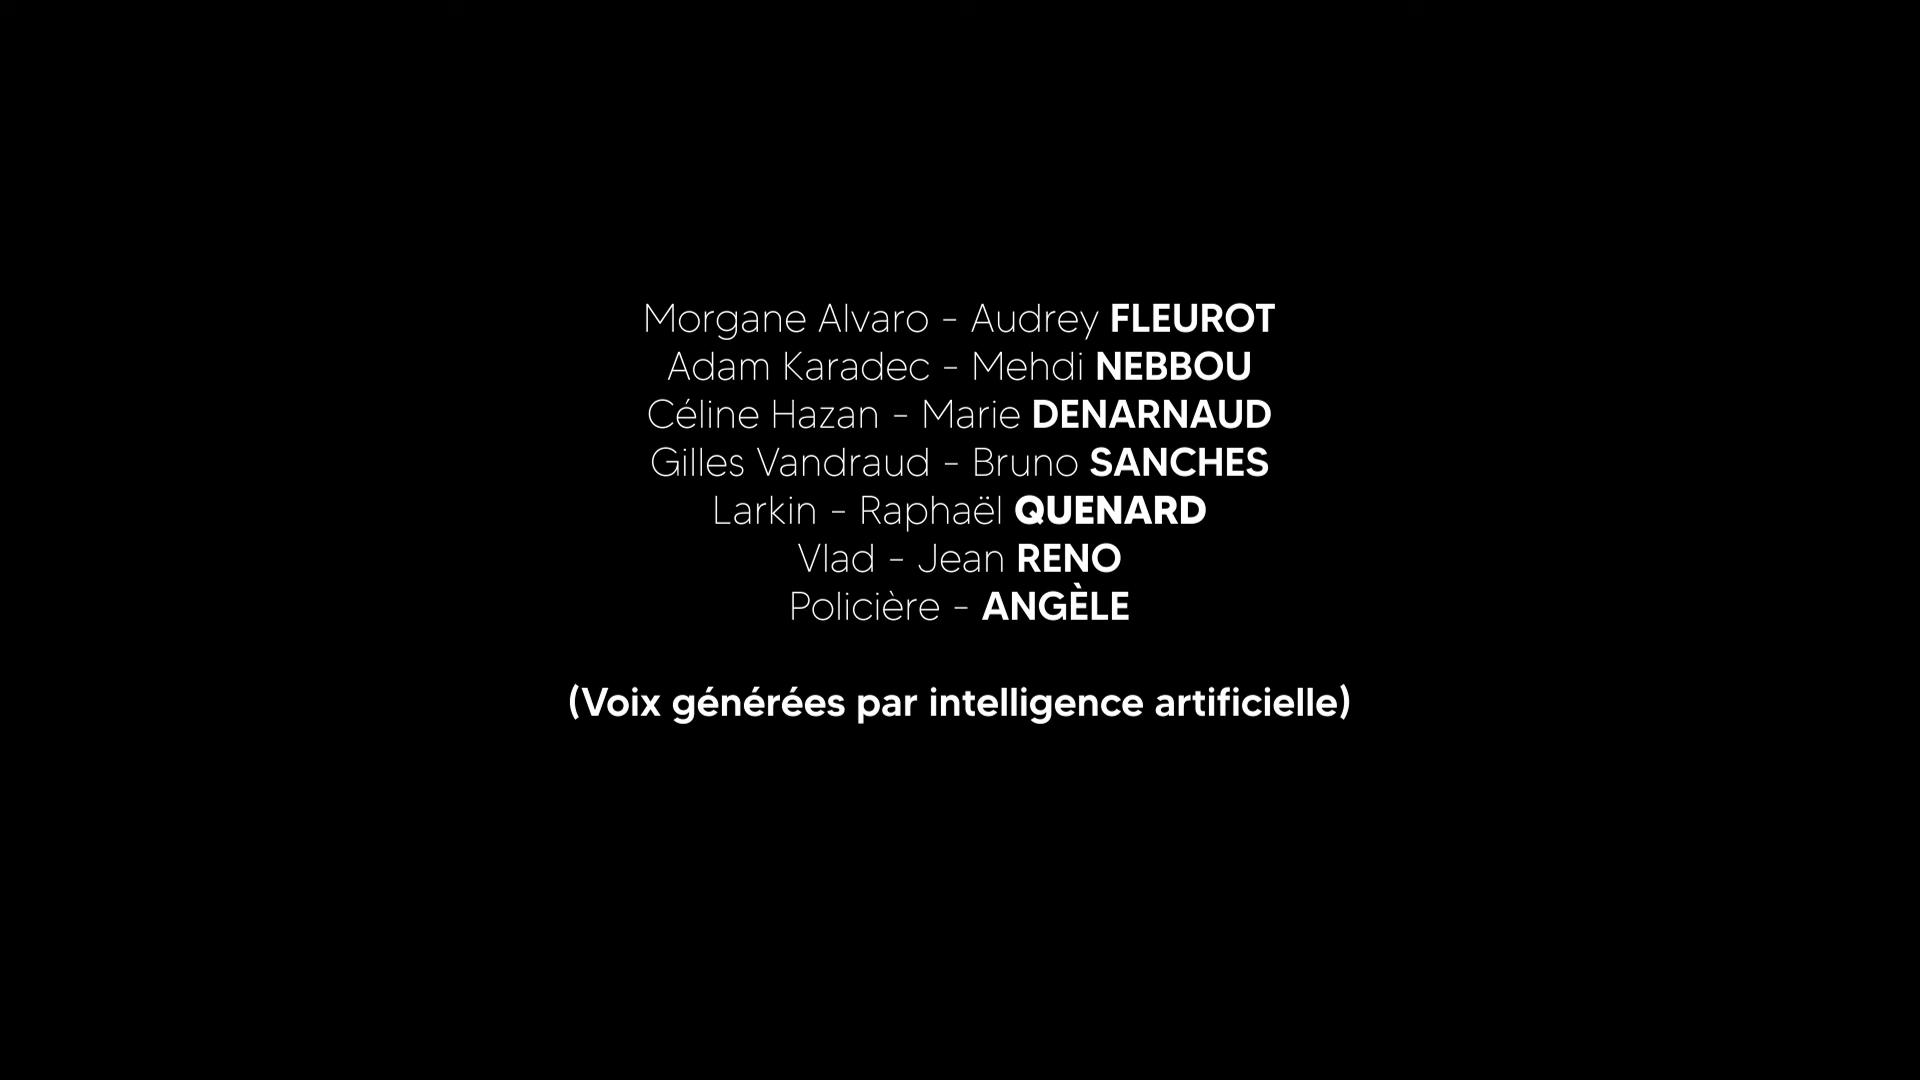 Morgane Alvaro - Audrey FLEUROT
Adam Karadec - Mehdi NEBBOU
Céline Hazan - Marie DENARNAUD
Gilles Vandraud - Bruno SANCHES
Larkin - Raphaël QUENARD
Vlad - Jean RENO
Policière - ANGÈLE
(Voix générées par intelligence artificielle)